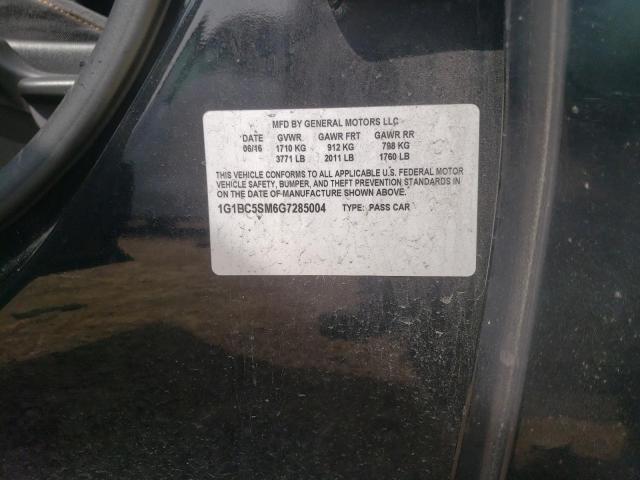 MFD BY GENERAL MOTORS LLC
DATE GVWR GAWR FRT GAWR RR
06/16 1710 KG 912 KG 798 KG
3771 LB 2011 LB 1760 LB
THIS VEHICLE CONFORMS TO ALL APPLICABLE U.S. FEDERAL MOTOR
VEHICLE SAFETY, BUMPER, AND THEFT PREVENTION STANDARDS IN
ON THE DATE OF MANUFACTURE SHOWN ABOVE.
1G1BC5SM6G7285004 TYPE: PASS CAR